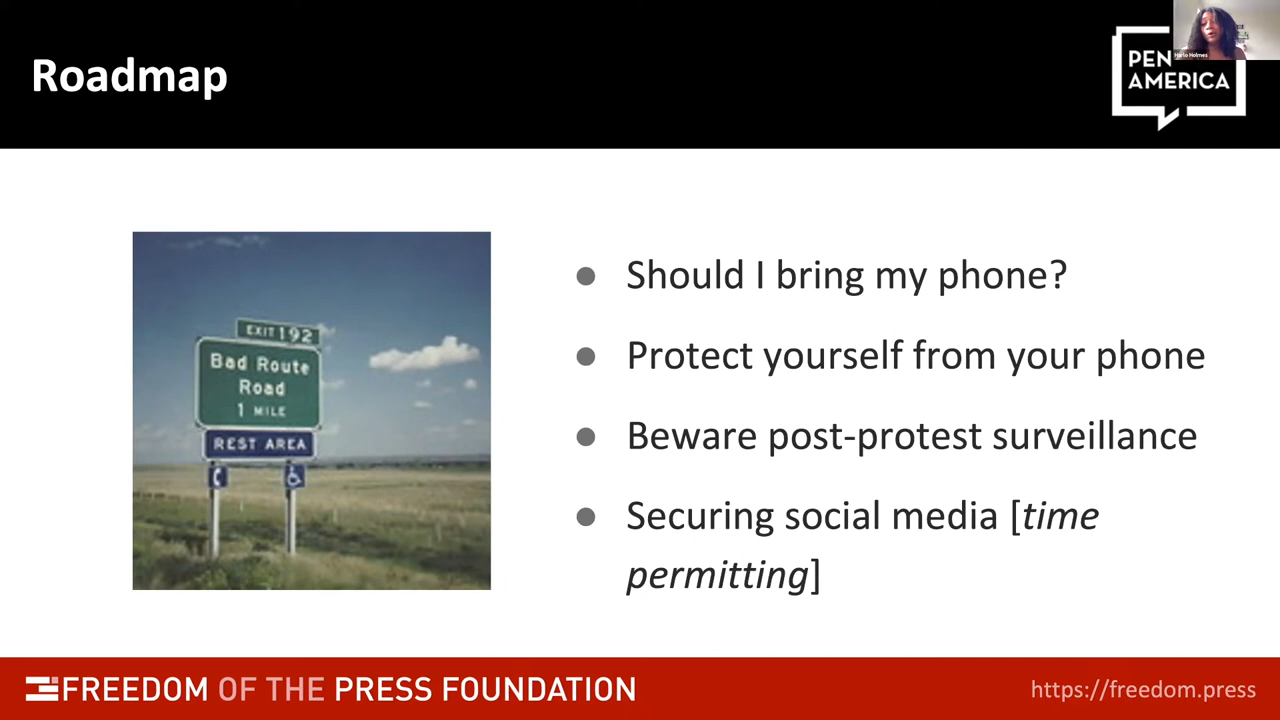 Roadmap
PEN
AMERICA
Harlo Holmes
EXIT 192
Bad Route
Road
1 MILE
REST AREA
● Should I bring my phone?
● Protect yourself from your phone
● Beware post-protest surveillance
● Securing social media [time
permitting]
FREEDOM OF THE PRESS FOUNDATION
https://freedom.press